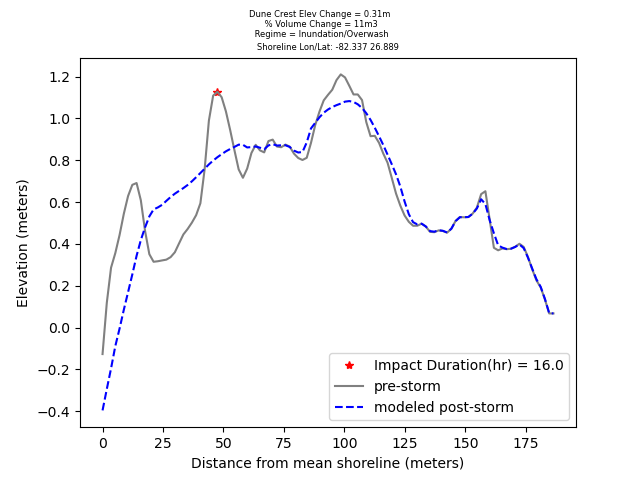 Dune Crest Elev Change = 0.31m
% Volume Change = 11m3
Regime = Inundation/Overwash
Shoreline Lon/Lat: -82.337 26.889
1.2
1.0
0.8
0.6
0.4
0.2
0.0
−0.2
−0.4
Elevation (meters)
Impact Duration(hr) = 16.0
pre-storm
modeled post-storm
0 25 50 75 100 125 150 175
Distance from mean shoreline (meters)